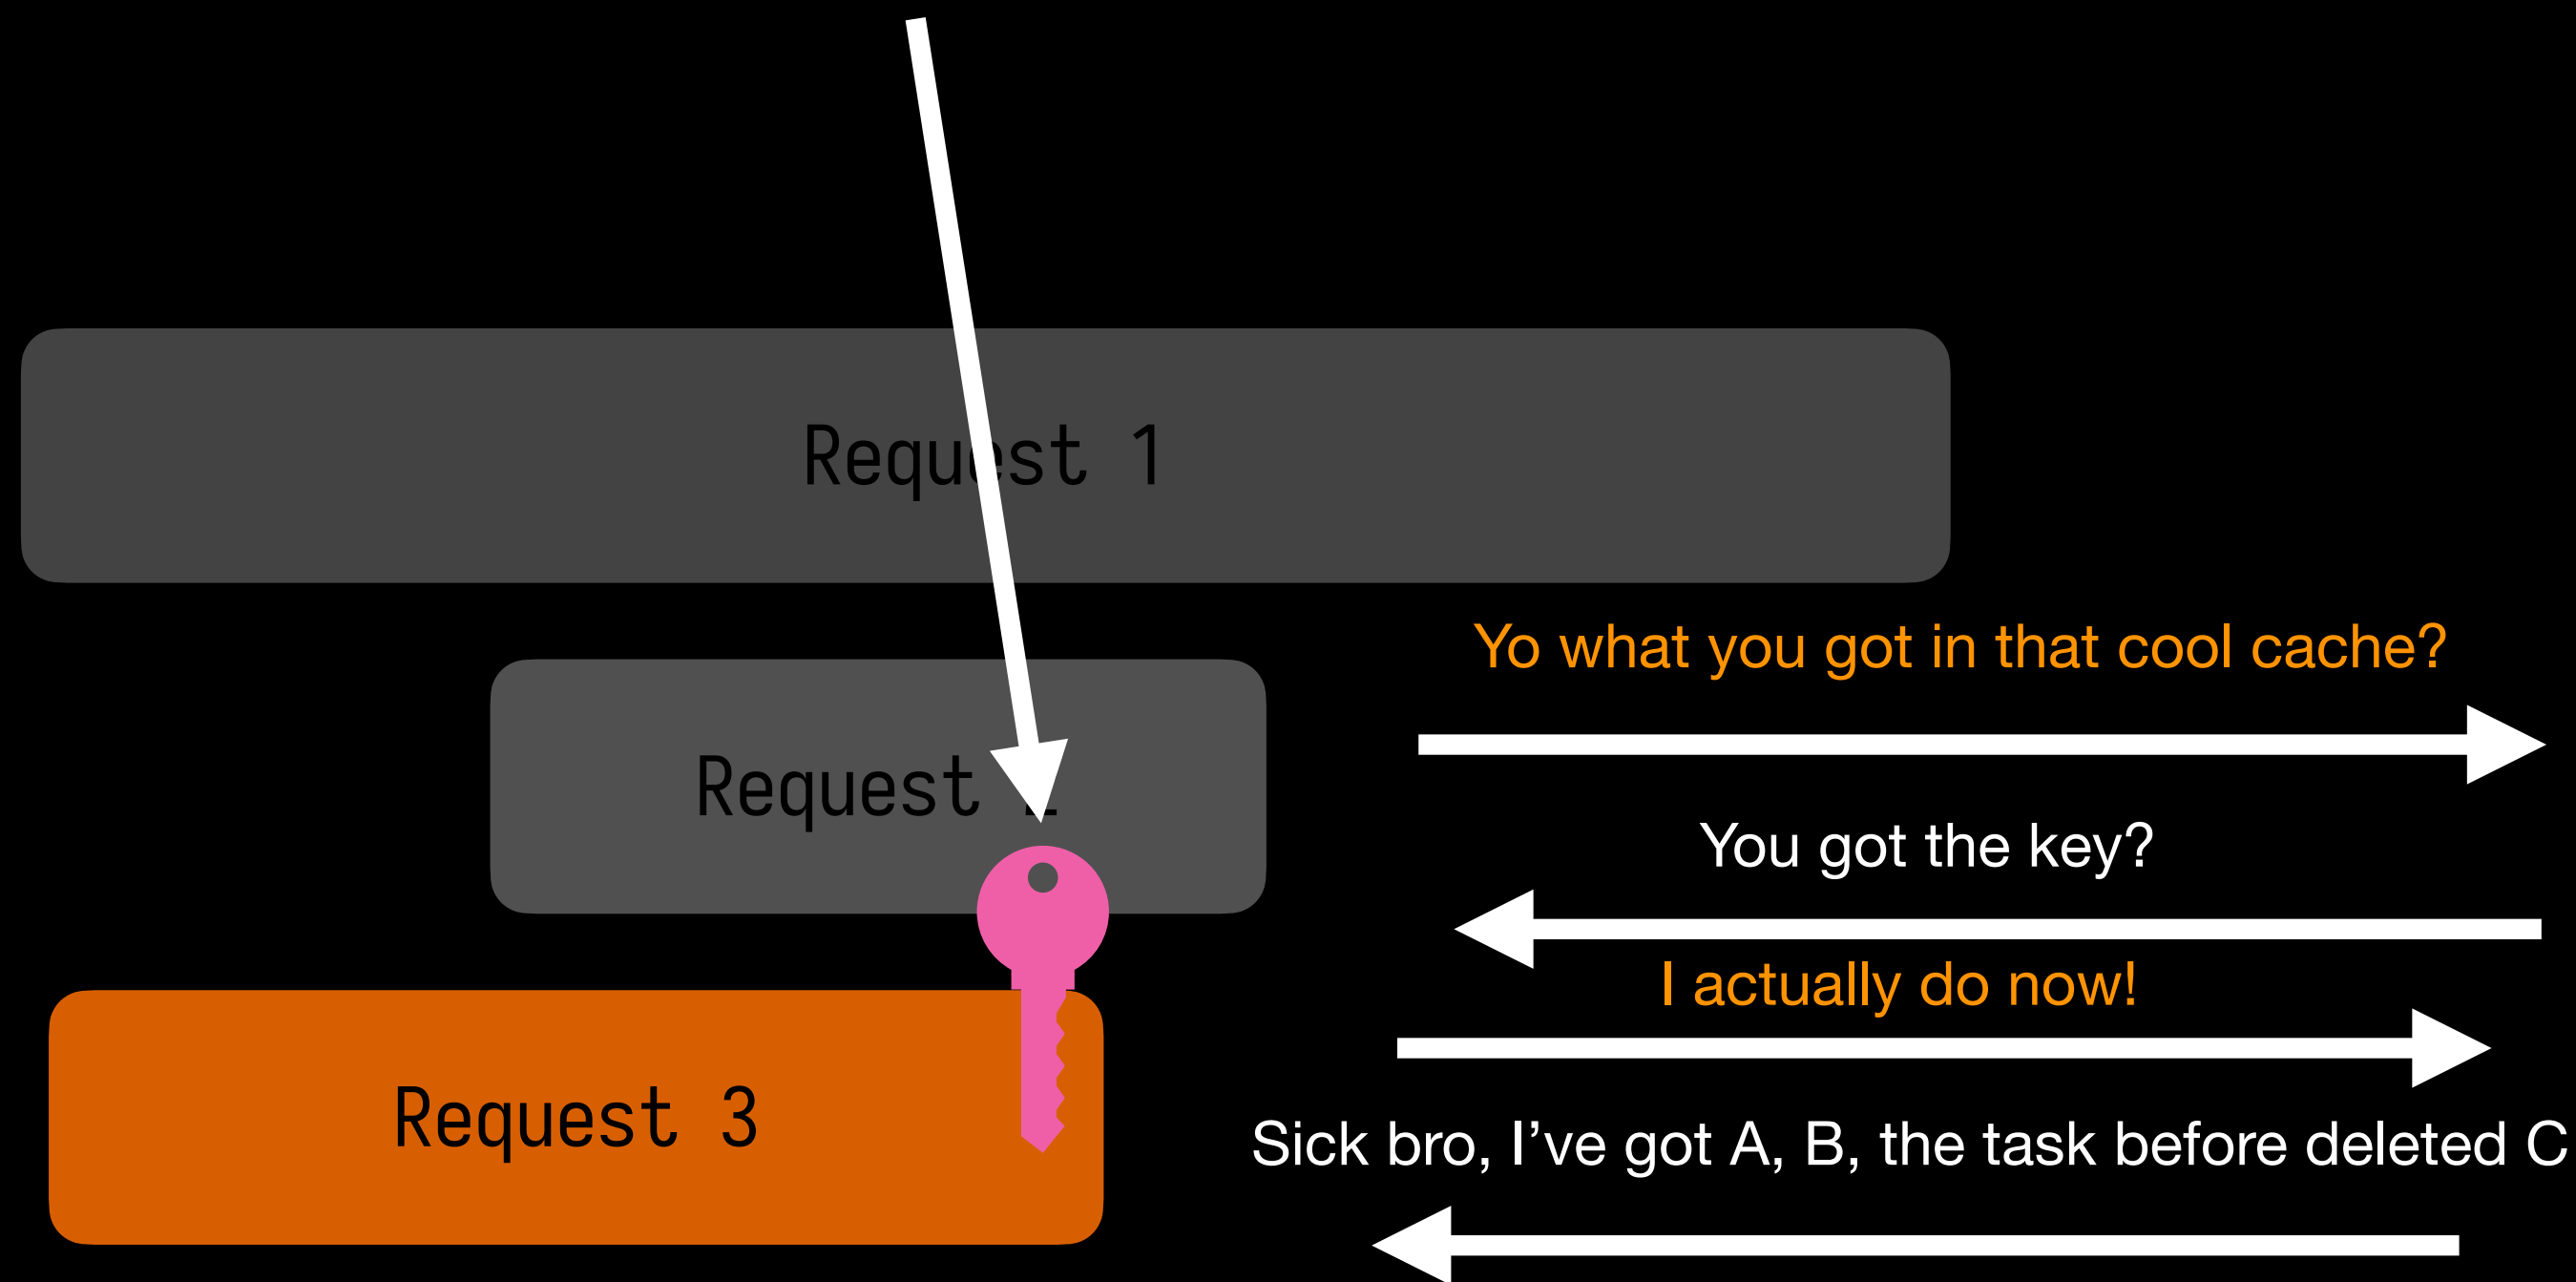 Request 1
Yo what you got in that cool cache?
Request
You got the key?
I actually do now!
Request 3
Sick bro, I've got A, B, the task before deleted C